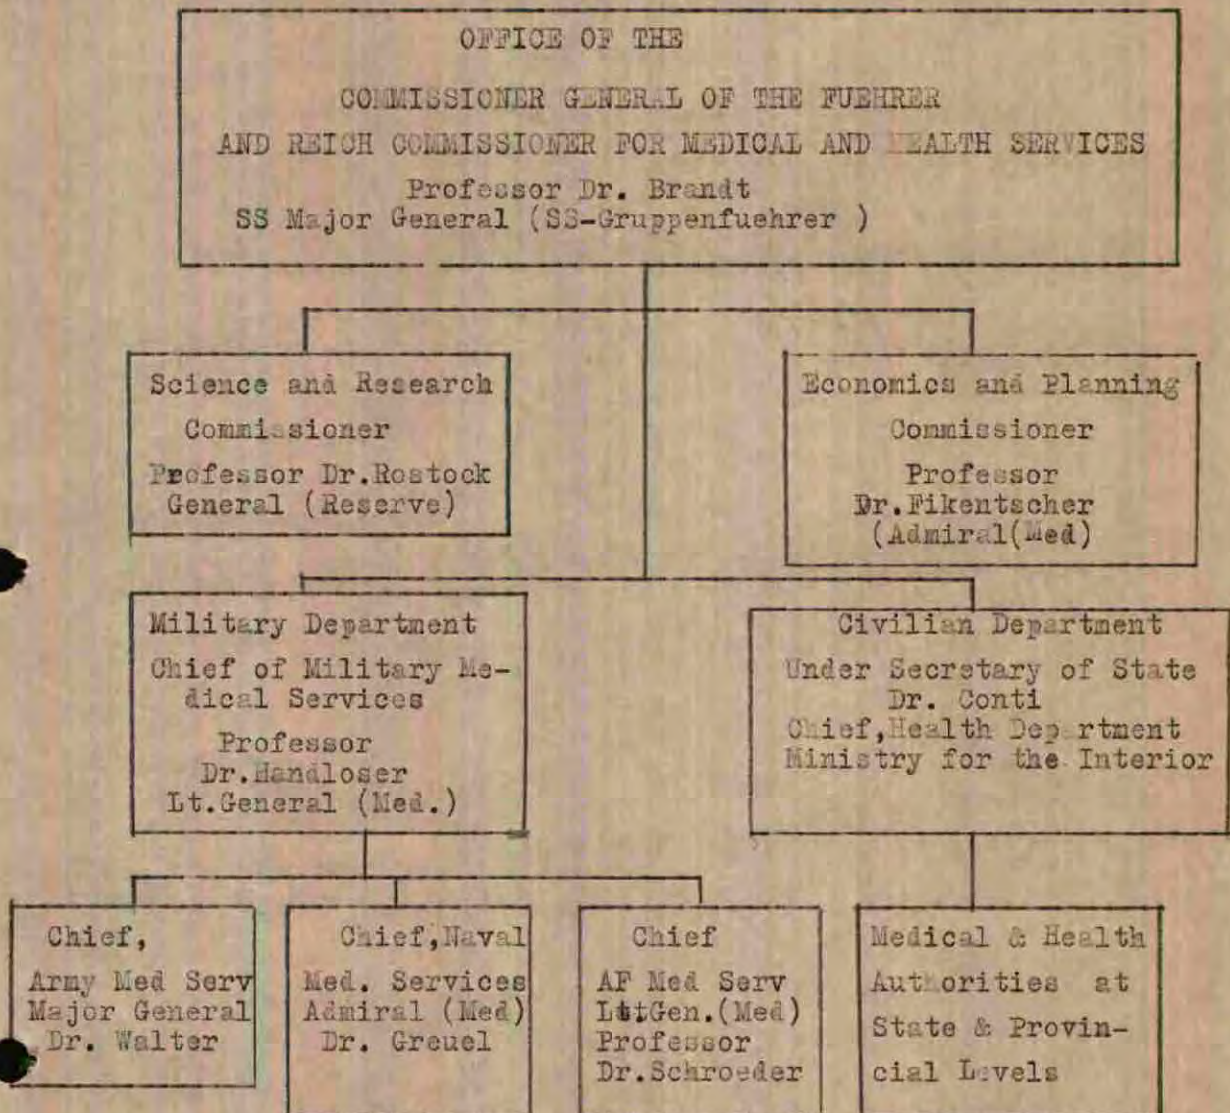 OFFICE OF THE
COMMISSIONER GENERAL OF THE FUEHRER
AND REICH COMMISSIONER FOR MEDICAL AND HEALTH SERVICES
Professor Dr. Brandt
SS Major General (SS-Gruppenfuehrer )
Science and Research
Commissioner
Professor Dr.Rostock
General (Reserve)
Economics and Planning
Commissioner
Professor
Dr.Fikentscher
(Admiral(Med)
Military Department
Chief of Military Me-
dical Services
Professor
Dr.Handloser
Lt.General (Med.)
Civilian Department
Under Secretary of State
Dr. Conti
Chief,Health Department
Ministry for the Interior
Chief,
Army Med Serv
Major General
Dr. Walter
Chief,Naval
Med. Services
Admiral (Med)
Dr. Greuel
Chief
AF Med Serv
LttGen.(Med)
Professor
Dr.Schroeder
Medical & Health
Authorities at
State & Provin-
cial Levels